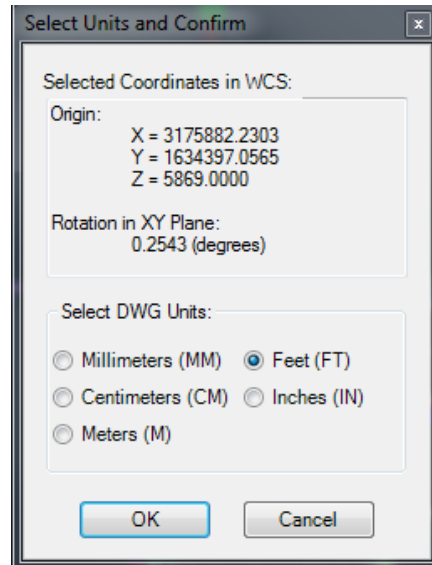 Select Units and Confirm
x
Selected Coordinates in WCS:
Origin:
X = 3175882.2303
Y = 1634397.0565
Z = 5869.0000
Rotation in XY Plane:
0.2543 (degrees)
Select DWG Units:
Millimeters (MM) Feet (FT)
Centimeters (CM) Inches (IN)
Meters (M)
OK Cancel